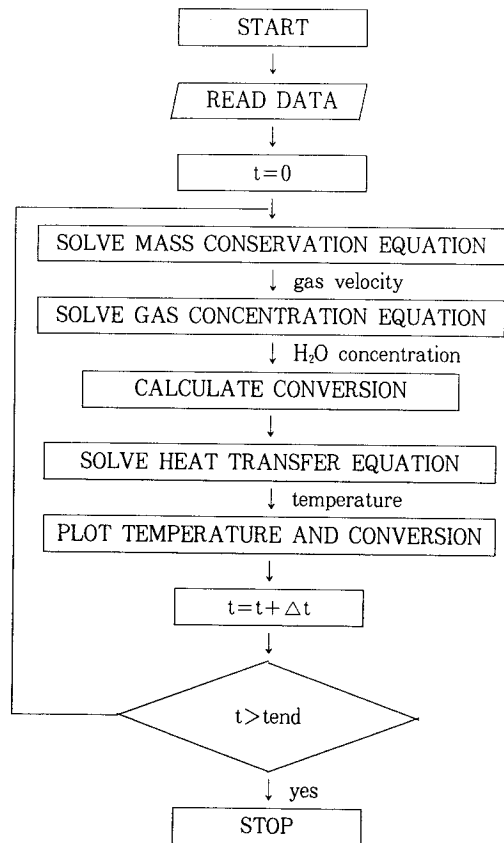 START
READ DATA
t=0
SOLVE MASS CONSERVATION EQUATION
gas velocity
SOLVE GAS CONCENTRATION EQUATION
H₂O concentration
CALCULATE CONVERSION
SOLVE HEAT TRANSFER EQUATION
temperature
PLOT TEMPERATURE AND CONVERSION
t=t+△t
t>tend
yes
STOP